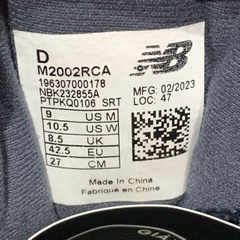 D
M2002RCA
196307000178
NBK232855A
PTPKQ0106 SRT
9 US M
10.5 US W
8.5 UK
42.5 EU
27 CM
MFG: 02/2023
LOC: 47
Made in China
Fabriqué en Chine
GIA